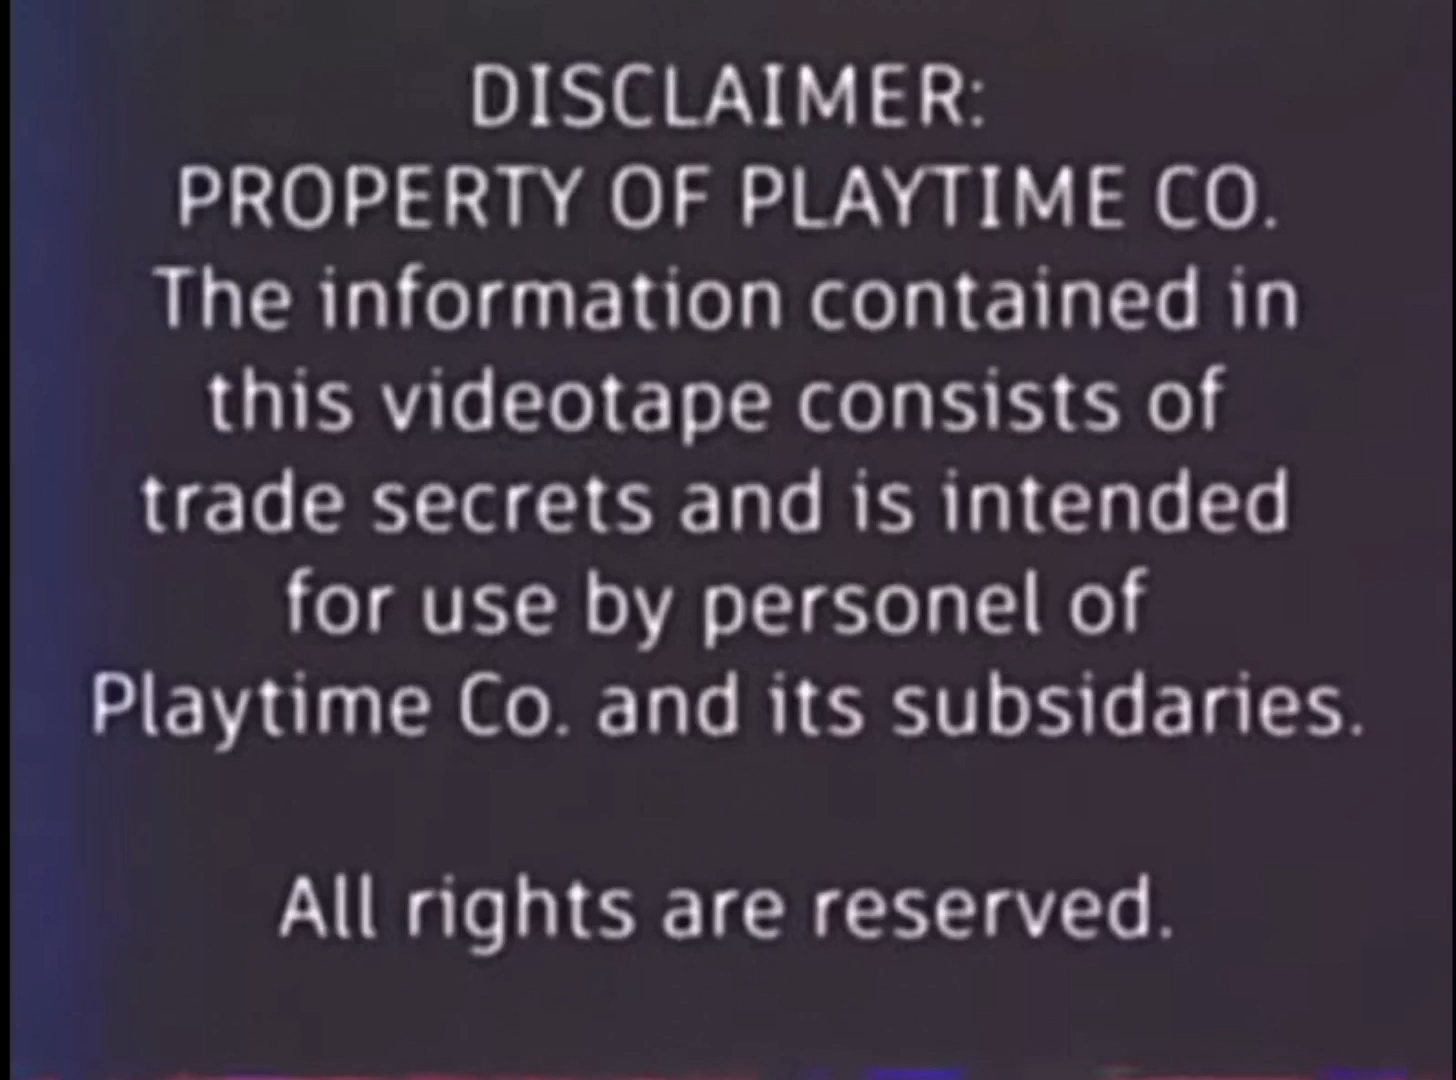 DISCLAIMER:
PROPERTY OF PLAYTIME CO.
The information contained in
this videotape consists of
trade secrets and is intended
for use by personel of
Playtime Co. and its subsidaries.
All rights are reserved.